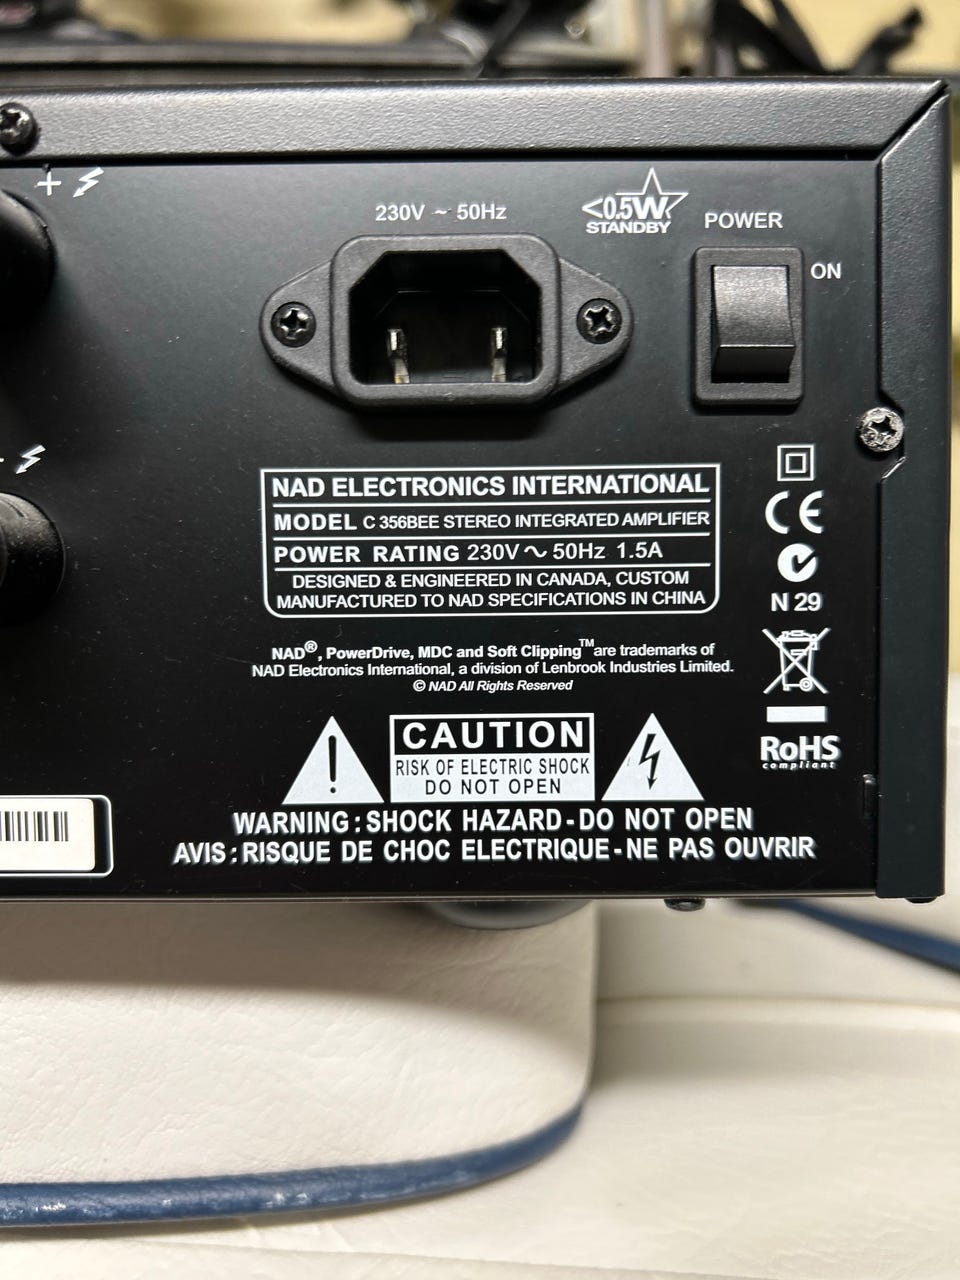 230V ~ 50Hz
<0.5W
STANDBY
POWER
ON
NAD ELECTRONICS INTERNATIONAL
MODEL C 356BEE STEREO INTEGRATED AMPLIFIER
POWER RATING 230V ~ 50Hz 1.5A
DESIGNED & ENGINEERED IN CANADA, CUSTOM
MANUFACTURED TO NAD SPECIFICATIONS IN CHINA
CE
N 29
NAD®, PowerDrive, MDC and Soft Clipping™ are trademarks of
NAD Electronics International, a division of Lenbrook Industries Limited.
© NAD All Rights Reserved
RoHS
compliant
CAUTION
RISK OF ELECTRIC SHOCK
DO NOT OPEN
WARNING : SHOCK HAZARD - DO NOT OPEN
AVIS : RISQUE DE CHOC ELECTRIQUE - NE PAS OUVRIR